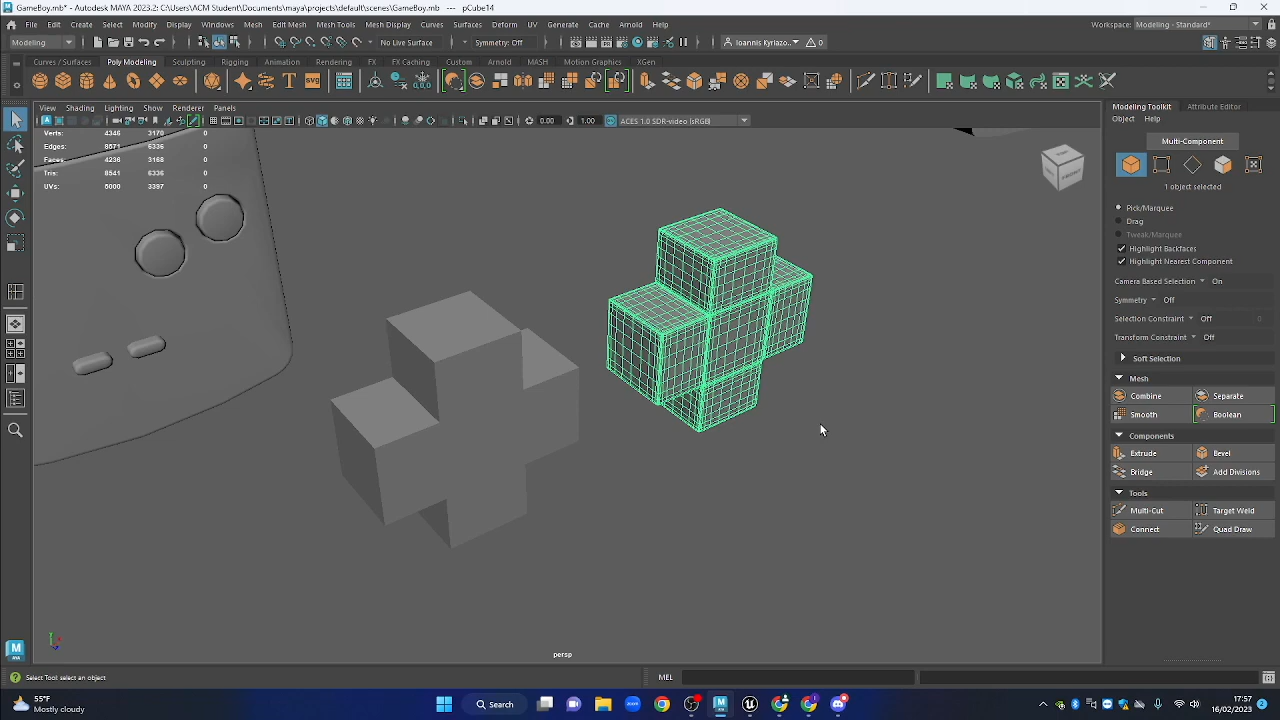 GameBoy.mb* - Autodesk MAYA 2023.2: C:\Users\ACM Student\Documents\maya\projects\default\scenes\GameBoy.mb --- pCube14
File Edit Create Select Modify Display Windows Mesh Edit Mesh Mesh Tools Mesh Display Curves Surfaces Deform UV Generate Cache Arnold Help
Workspace: Modeling - Standard*
Modeling
No Live Surface
Symmetry: Off
Ioannis Kyriazo..
0
Curves / Surfaces Poly Modeling Sculpting Rigging Animation Rendering FX FX Caching Custom Arnold MASH Motion Graphics XGen
SVG
View Shading Lighting Show Renderer Panels
0.00 1.00 ACES 1.0 SDR-video (sRGB)
Verts: 4346 3170 0
Edges: 8571 6336 0
Faces: 4236 3168 0
Tris: 8541 6336 0
UVs: 6000 3397 0
FRONT
persp
Modeling Toolkit Attribute Editor
Object Help
Multi-Component
1 object selected
Pick/Marquee
Drag
Tweak/Marquee
Highlight Backfaces
Highlight Nearest Component
Camera Based Selection On
Symmetry Off
Selection Constraint Off 0
Transform Constraint Off
Soft Selection
Mesh
Combine Separate
Smooth Boolean
Components
Extrude Bevel
Bridge Add Divisions
Tools
Multi-Cut Target Weld
Connect Quad Draw
Select Tool: select an object
MEL
55°F
Mostly cloudy
Search
zoom
17:57
16/02/2023
2